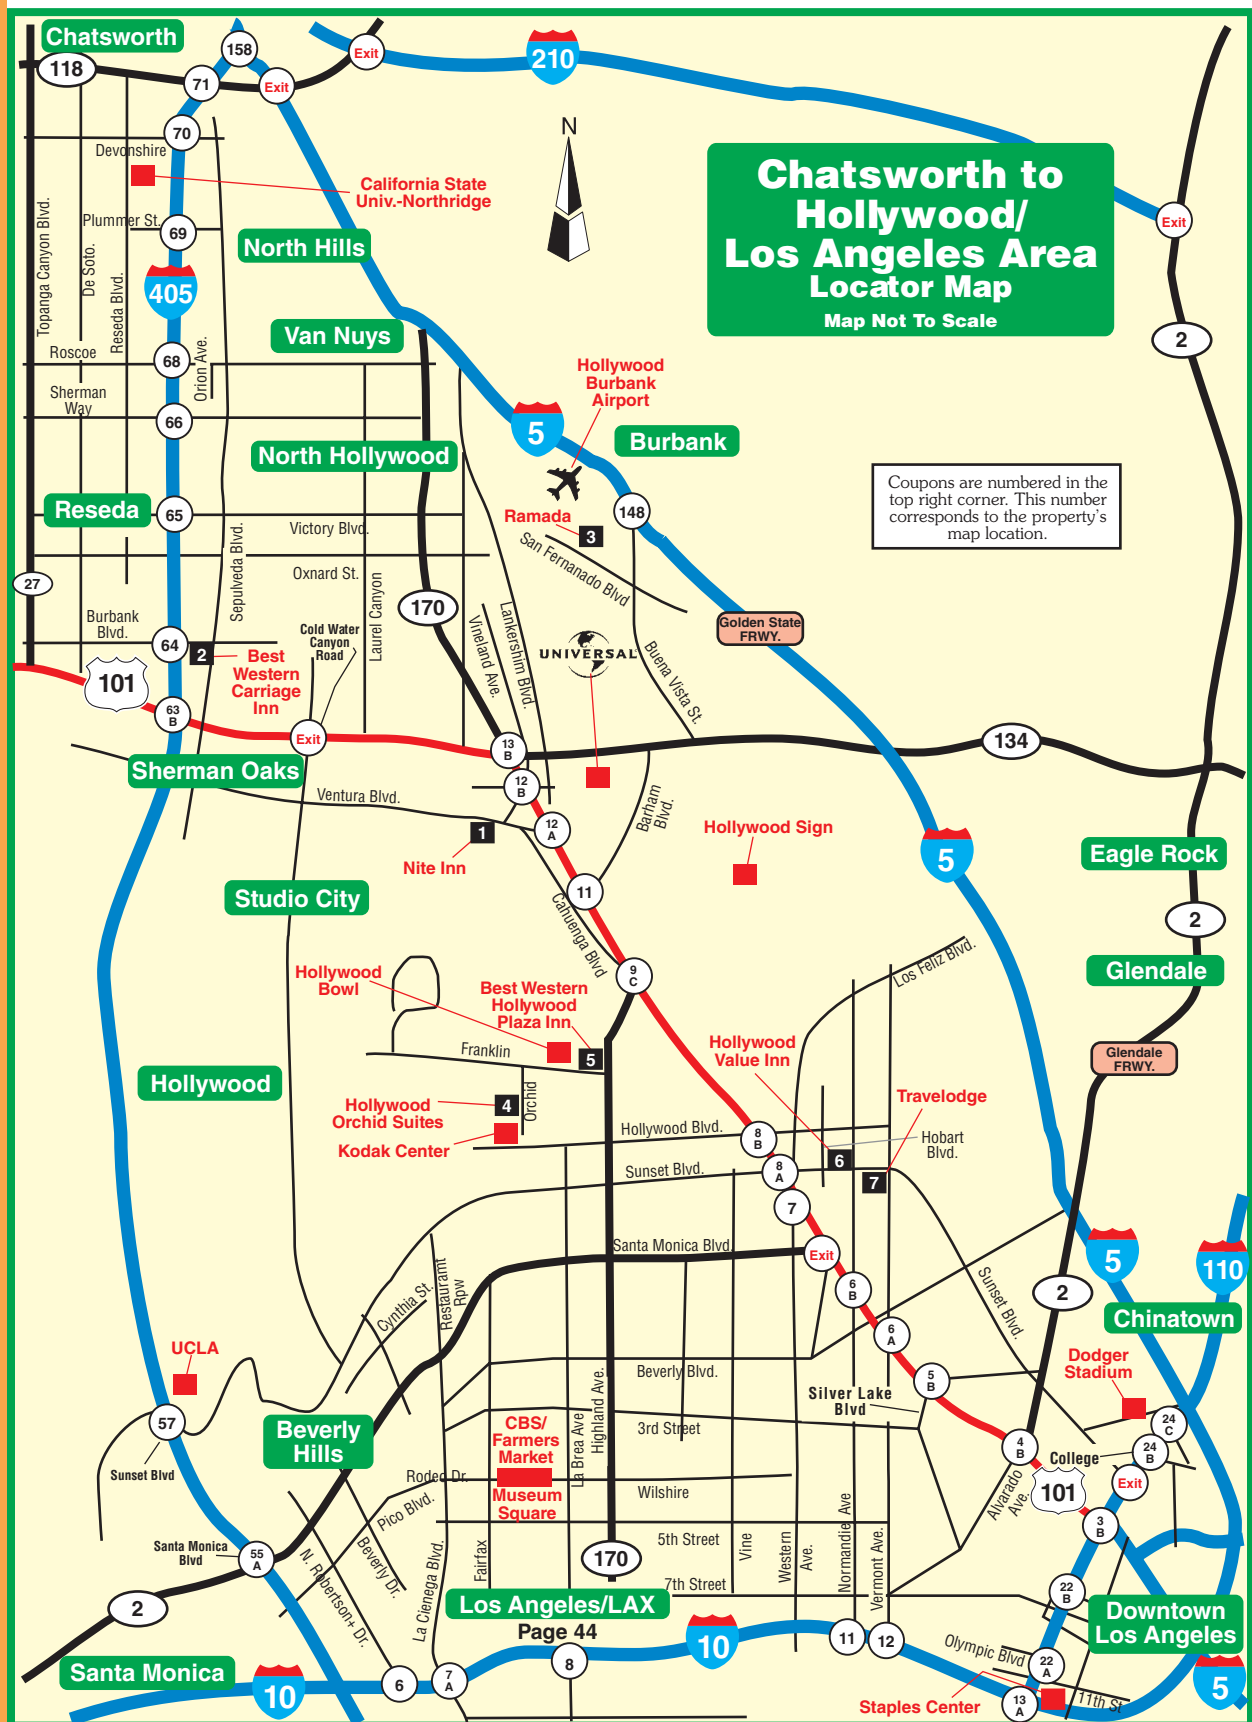 Chatsworth
158
118
71
Exit
Exit
210
N
70
Devonshire
Chatsworth to
Hollywood/
Los Angeles Area
Locator Map
Map Not To Scale
California State
Univ.-Northridge
Exit
Plummer St.
69
North Hills
Topanga Canyon Blvd.
De Soto.
Reseda Blvd.
405
Van Nuys
2
Roscoe
68
Orion Ave.
Sherman
Way
66
Hollywood
Burbank
Airport
5
Burbank
North Hollywood
Coupons are numbered in the
top right corner. This number
corresponds to the property's
map location.
Reseda
65
Victory Blvd.
148
Ramada
3
San Fernanado Blvd
27
Sepulveda Blvd.
Oxnard St.
Laurel Canyon
170
Lankershim Blvd.
Vineland Ave.
Burbank
Blvd.
Cold Water
Canyon
Road
Golden State
FRWY.
64
2
Best
Western
Carriage
Inn
UNIVERSAL
Buena Vista St.
101
63
B
Exit
13
B
134
Sherman Oaks
12
B
Ventura Blvd.
Barham
Blvd.
1
12
A
Nite Inn
Hollywood Sign
5
Eagle Rock
Studio City
11
Cahuenga Blvd
2
Los Feliz Blvd.
Glendale
Hollywood
Bowl
9
C
Best Western
Hollywood
Plaza Inn
Franklin
5
Hollywood
Value Inn
Glendale
FRWY.
Hollywood
Orchid
4
Hollywood
Orchid Suites
Kodak Center
Travelodge
Hollywood Blvd.
8
B
Hobart
Blvd.
6
Sunset Blvd.
8
A
7
7
Santa Monica Blvd.
Exit
5
110
Restauramt
Rpw
Cynthia St.
6
B
Sunset Blvd.
2
Chinatown
6
A
UCLA
Beverly Blvd.
5
B
Silver Lake
Blvd
Dodger
Stadium
57
Beverly
Hills
CBS/
Farmers
Market
La Brea Ave
Highland Ave.
3rd Street
24
C
24
B
4
B
College
Sunset Blvd
Rodeo Dr.
Museum
Square
Wilshire
Alvarado
Ave.
101
Exit
Pico Blvd.
3
B
Santa Monica
Blvd
55
A
N. Robertson+ Dr.
Beverly Dr.
La Cienega Blvd.
Fairfax
170
5th Street
Vine
Western
Ave.
Normandie Ave
Vermont Ave.
7th Street
22
B
2
Los Angeles/LAX
Page 44
Downtown
Los Angeles
Santa Monica
10
6
7
A
8
10
11
12
Olympic Blvd
22
A
5
Staples Center
13
A
11th St